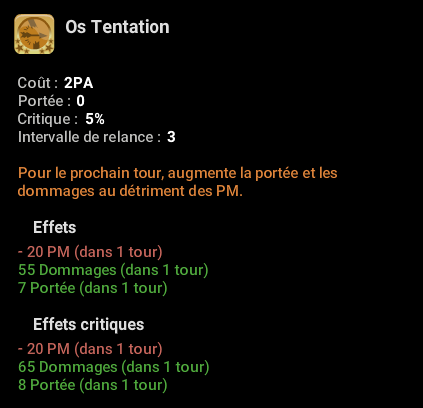 Os Tentation
Coût : 2PA
Portée : 0
Critique : 5%
Intervalle de relance : 3
Pour le prochain tour, augmente la portée et les
dommages au détriment des PM.
Effets
- 20 PM (dans 1 tour)
55 Dommages (dans 1 tour)
7 Portée (dans 1 tour)
Effets critiques
- 20 PM (dans 1 tour)
65 Dommages (dans 1 tour)
8 Portée (dans 1 tour)